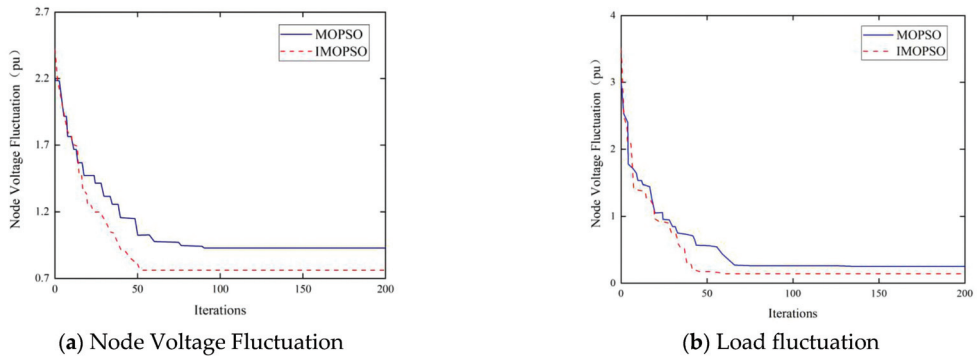 2.7
2.2
1.7
1.2
0.7
Node Voltage Fluctuation（pu）
MOPSO
IMOPSO
0
50
100
150
200
Iterations
(a) Node Voltage Fluctuation
4
3
2
1
0
Node Voltage Fluctuation（pu）
MOPSO
IMOPSO
0
50
100
150
200
Iterations
(b) Load fluctuation